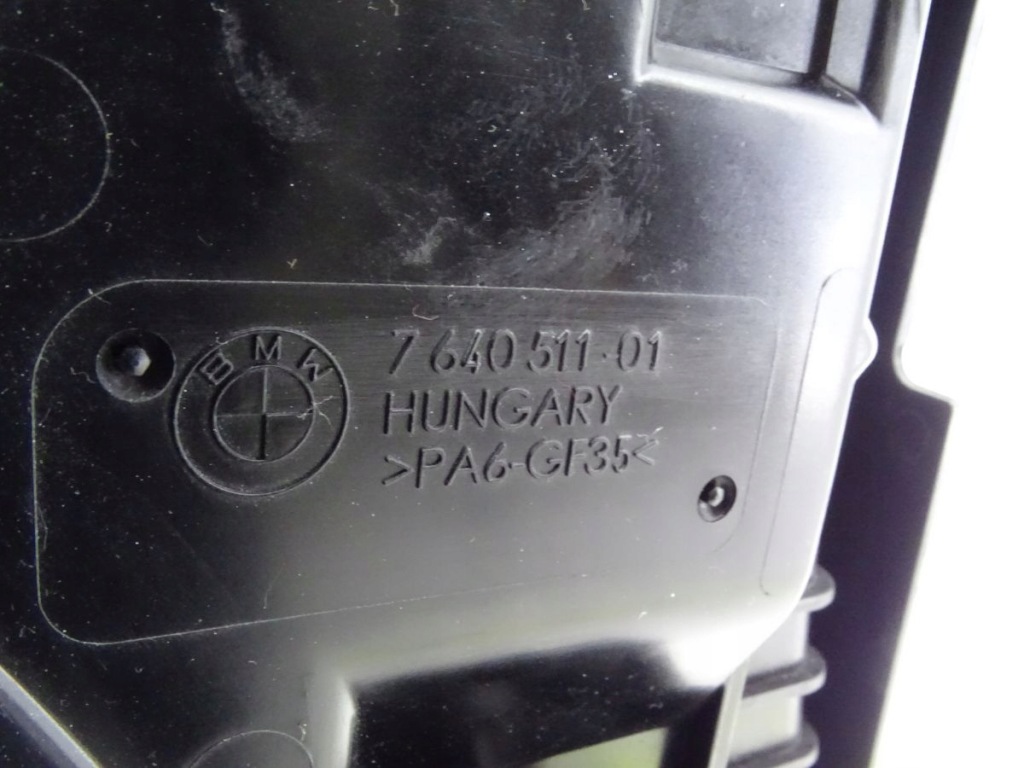 BMW
7 640 511·01
HUNGARY
>PA6-GF35<